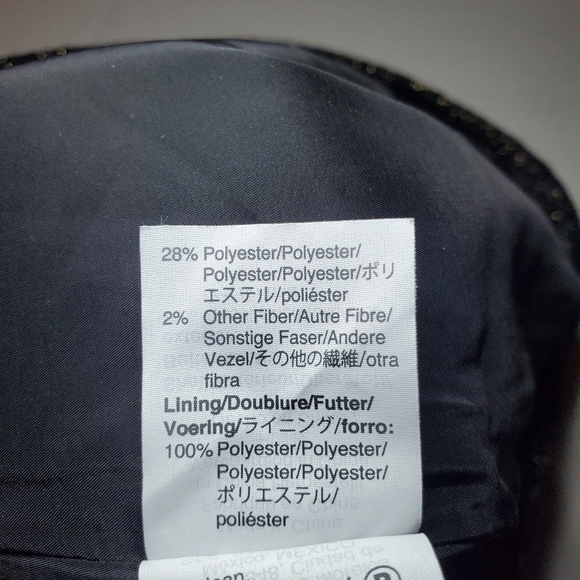 28% Polyester/Polyester/
Polyester/Polyester/ポリ
エステル/poliéster
2% Other Fiber/Autre Fibre/
Sonstige Faser/Andere
Vezel/その他の繊維/otra
fibra
Lining/Doublure/Futter/
Voering/ライニング/forro:
100% Polyester/Polyester/
Polyester/Polyester/
ポリエステル/
poliéster